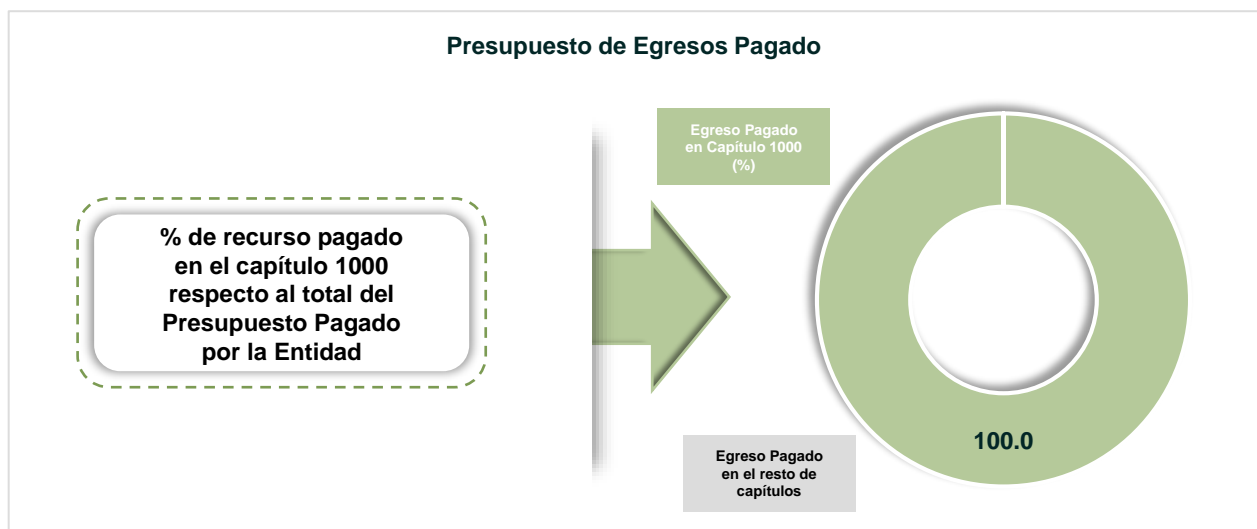 Presupuesto de Egresos Pagado
Egreso Pagado
en Capítulo 1000
(%)
% de recurso pagado
en el capítulo 1000
respecto al total del
Presupuesto Pagado
por la Entidad
100.0
Egreso Pagado
en el resto de
capítulos